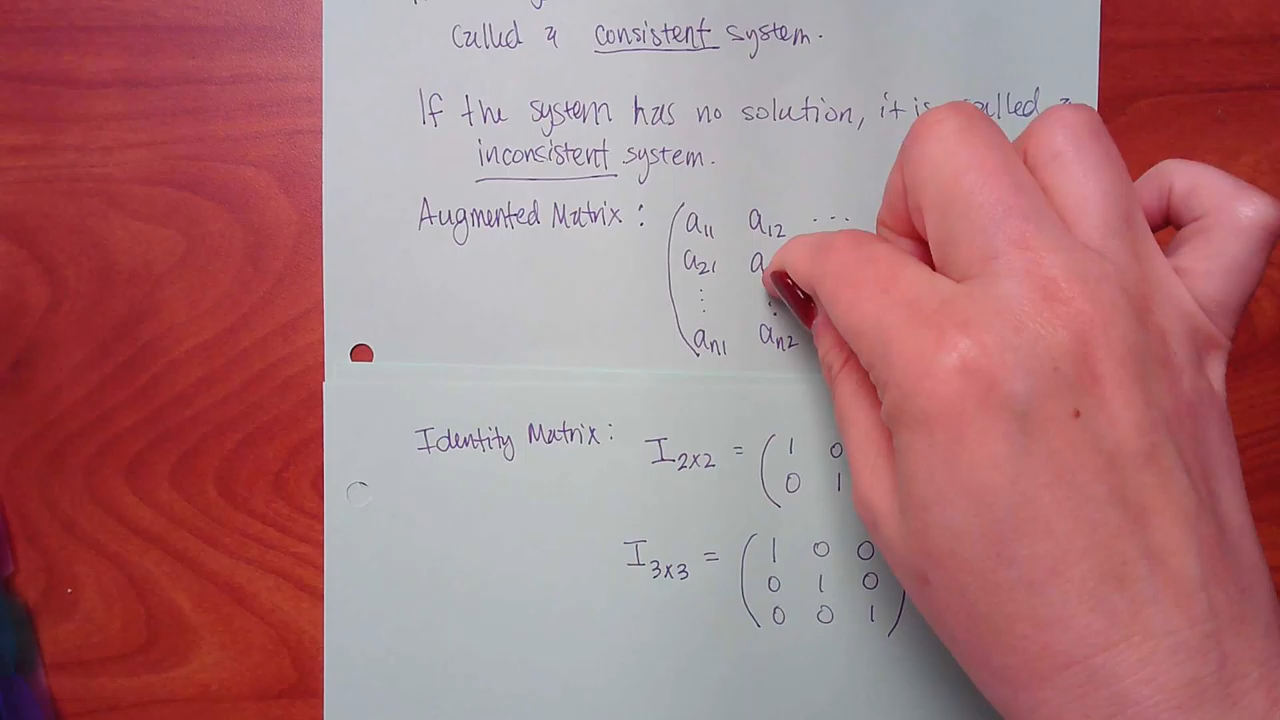 called a consistent system.
If the system has no solution, it is called a
inconsistent system.
Augmented Matrix: ( a11 a12 ...
a21 a
⋮ ⋮
an1 an2
Identity Matrix: I2x2 = ( 1 0
0 1
I3x3 = ( 1 0 0
0 1 0
0 0 1 )